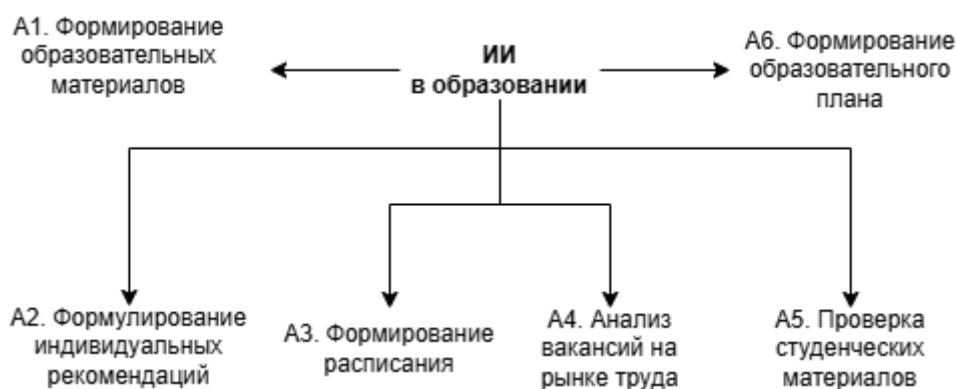 А1. Формирование
образовательных
материалов
ИИ
в образовании
А6. Формирование
образовательного
плана
А2. Формулирование
индивидуальных
рекомендаций
А3. Формирование
расписания
А4. Анализ
вакансий на
рынке труда
А5. Проверка
студенческих
материалов